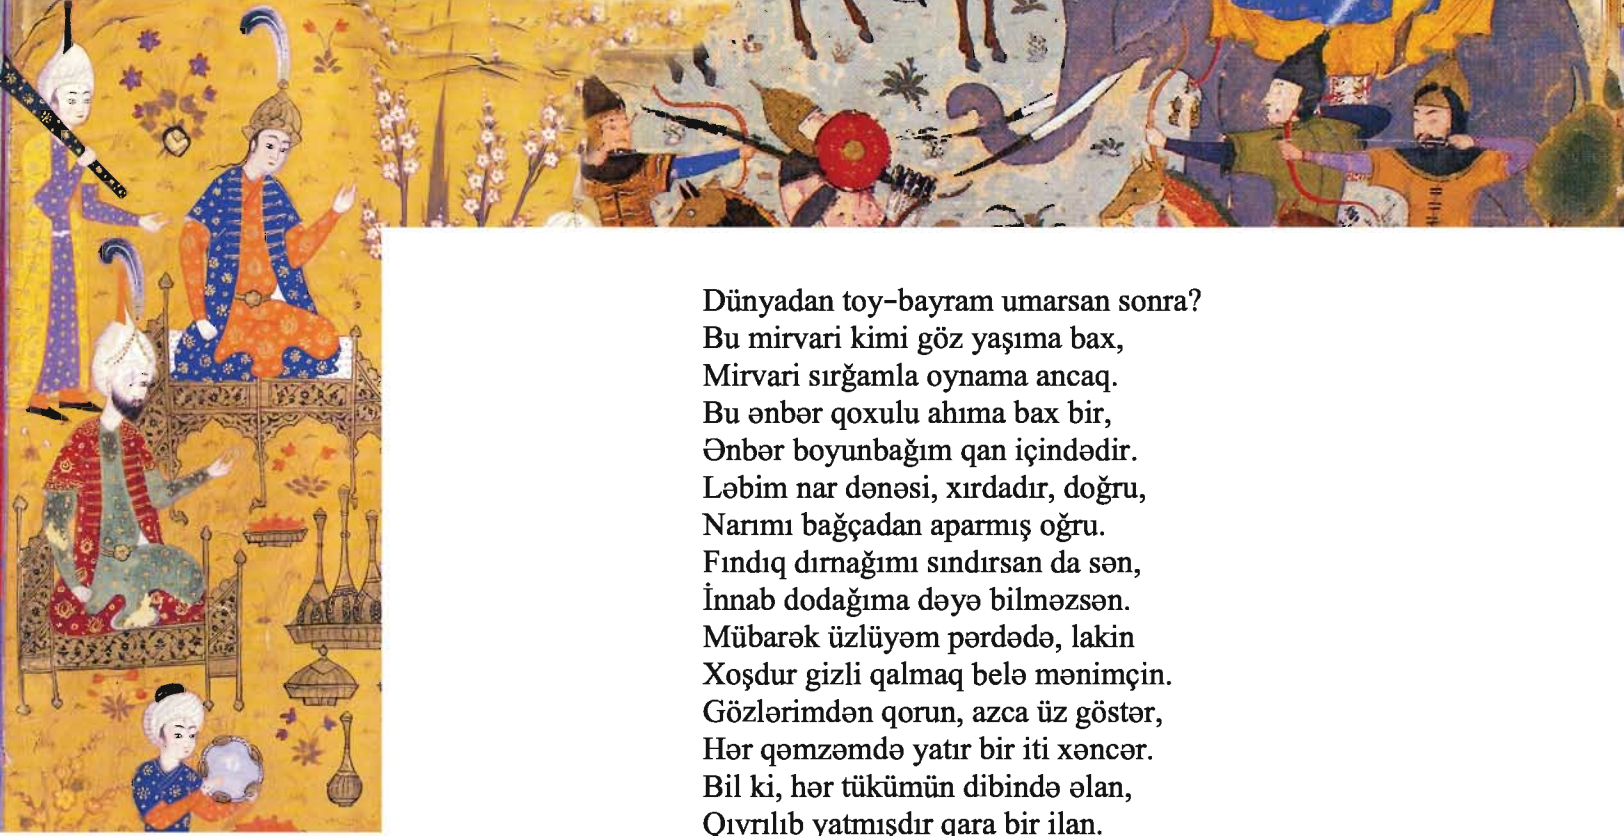 Dünyadan toy-bayram umarsan sonra?
Bu mirvari kimi göz yaşıma bax,
Mirvari sırğamla oynama ancaq.
Bu ənbər qoxulu ahıma bax bir,
Ənbər boyunbağım qan içindədir.
Ləbim nar dənəsi, xırdadır, doğru,
Narımı bağçadan aparmış oğru.
Fındıq dırnağımı sındırsan da sən,
İnnab dodağıma dəyə bilməzsən.
Mübarək üzlüyəm pərdədə, lakin
Xoşdur gizli qalmaq belə mənimçin.
Gözlərimdən qorun, azca üz göstər,
Hər qəmzəmdə yatır bir iti xəncər.
Bil ki, hər tükümün dibində əlan,
Qıvrılıb yatmışdır qara bir ilan.